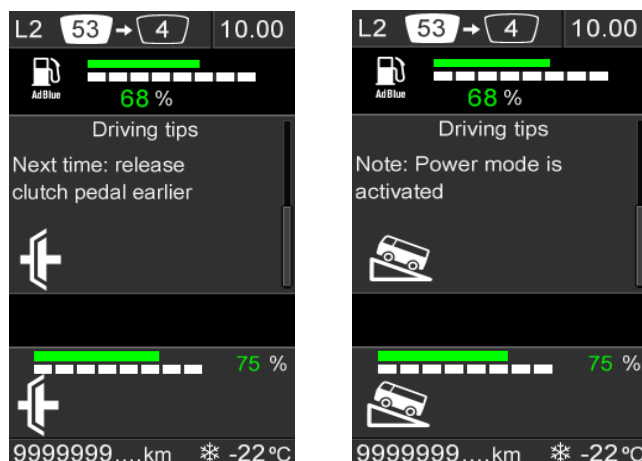 L2 53 → 4 10.00
AdBlue
68 %
Driving tips
Next time: release
clutch pedal earlier
75 %
9999999....km -22 °C
L2 53 → 4 10.00
AdBlue
68 %
Driving tips
Note: Power mode is
activated
75 %
9999999....km -22 °C